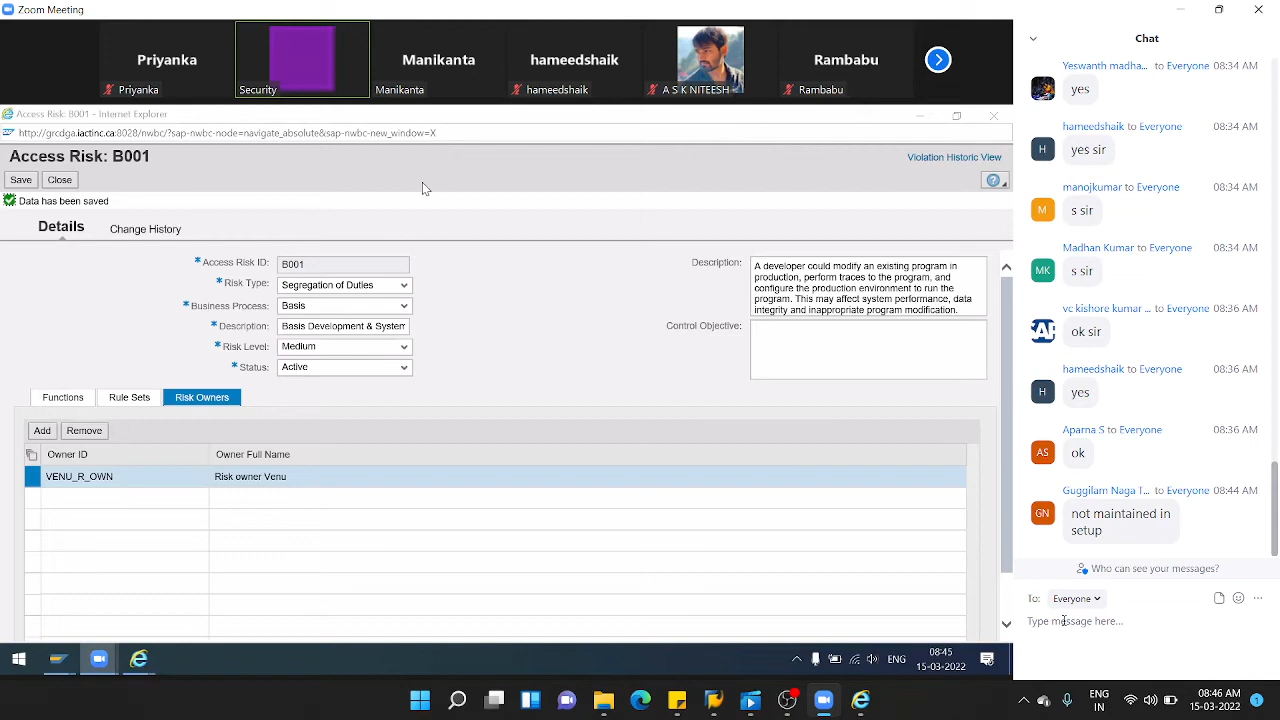 Zoom Meeting
Priyanka
Manikanta
hameedshaik
Rambabu
Priyanka
Security
Manikanta
hameedshaik
A S K NITEESH
Rambabu
Access Risk: B001 - Internet Explorer
http://grcdga.iactinc.ca:8028/nwbc/?sap-nwbc-node=navigate_absolute&sap-nwbc-new_window=X
Access Risk: B001
Violation Historic View
Save
Close
Data has been saved
Details
Change History
* Access Risk ID: B001
* Risk Type: Segregation of Duties
* Business Process: Basis
* Description: Basis Development & System
* Risk Level: Medium
* Status: Active
Description:
A developer could modify an existing program in
production, perform traces to the program, and
configure the production environment to run the
program. This may affect system performance, data
integrity and inappropriate program modification.
Control Objective:
Functions
Rule Sets
Risk Owners
Add
Remove
Owner ID
Owner Full Name
VENU_R_OWN
Risk owner Venu
ENG
08:45
15-03-2022
Chat
Yeswanth madha... to Everyone 08:34 AM
yes
hameedshaik to Everyone 08:34 AM
H
yes sir
manojkumar to Everyone 08:34 AM
M
s sir
Madhan Kumar to Everyone 08:34 AM
MK
s sir
vc kishore kumar ... to Everyone 08:36 AM
SAP
ok sir
hameedshaik to Everyone 08:36 AM
H
yes
Aparna S to Everyone 08:36 AM
AS
ok
Guggilam Naga T... to Everyone 08:44 AM
GN
not maintained in
setup
Who can see your messages?
To: Everyone
Type message here...
ENG
IN
08:46 AM
15-03-2022
1